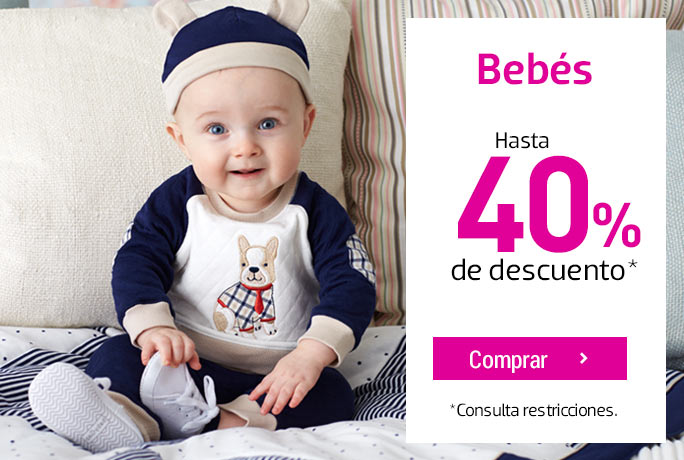 Bebés
Hasta
40%
de descuento*
Comprar >
*Consulta restricciones.